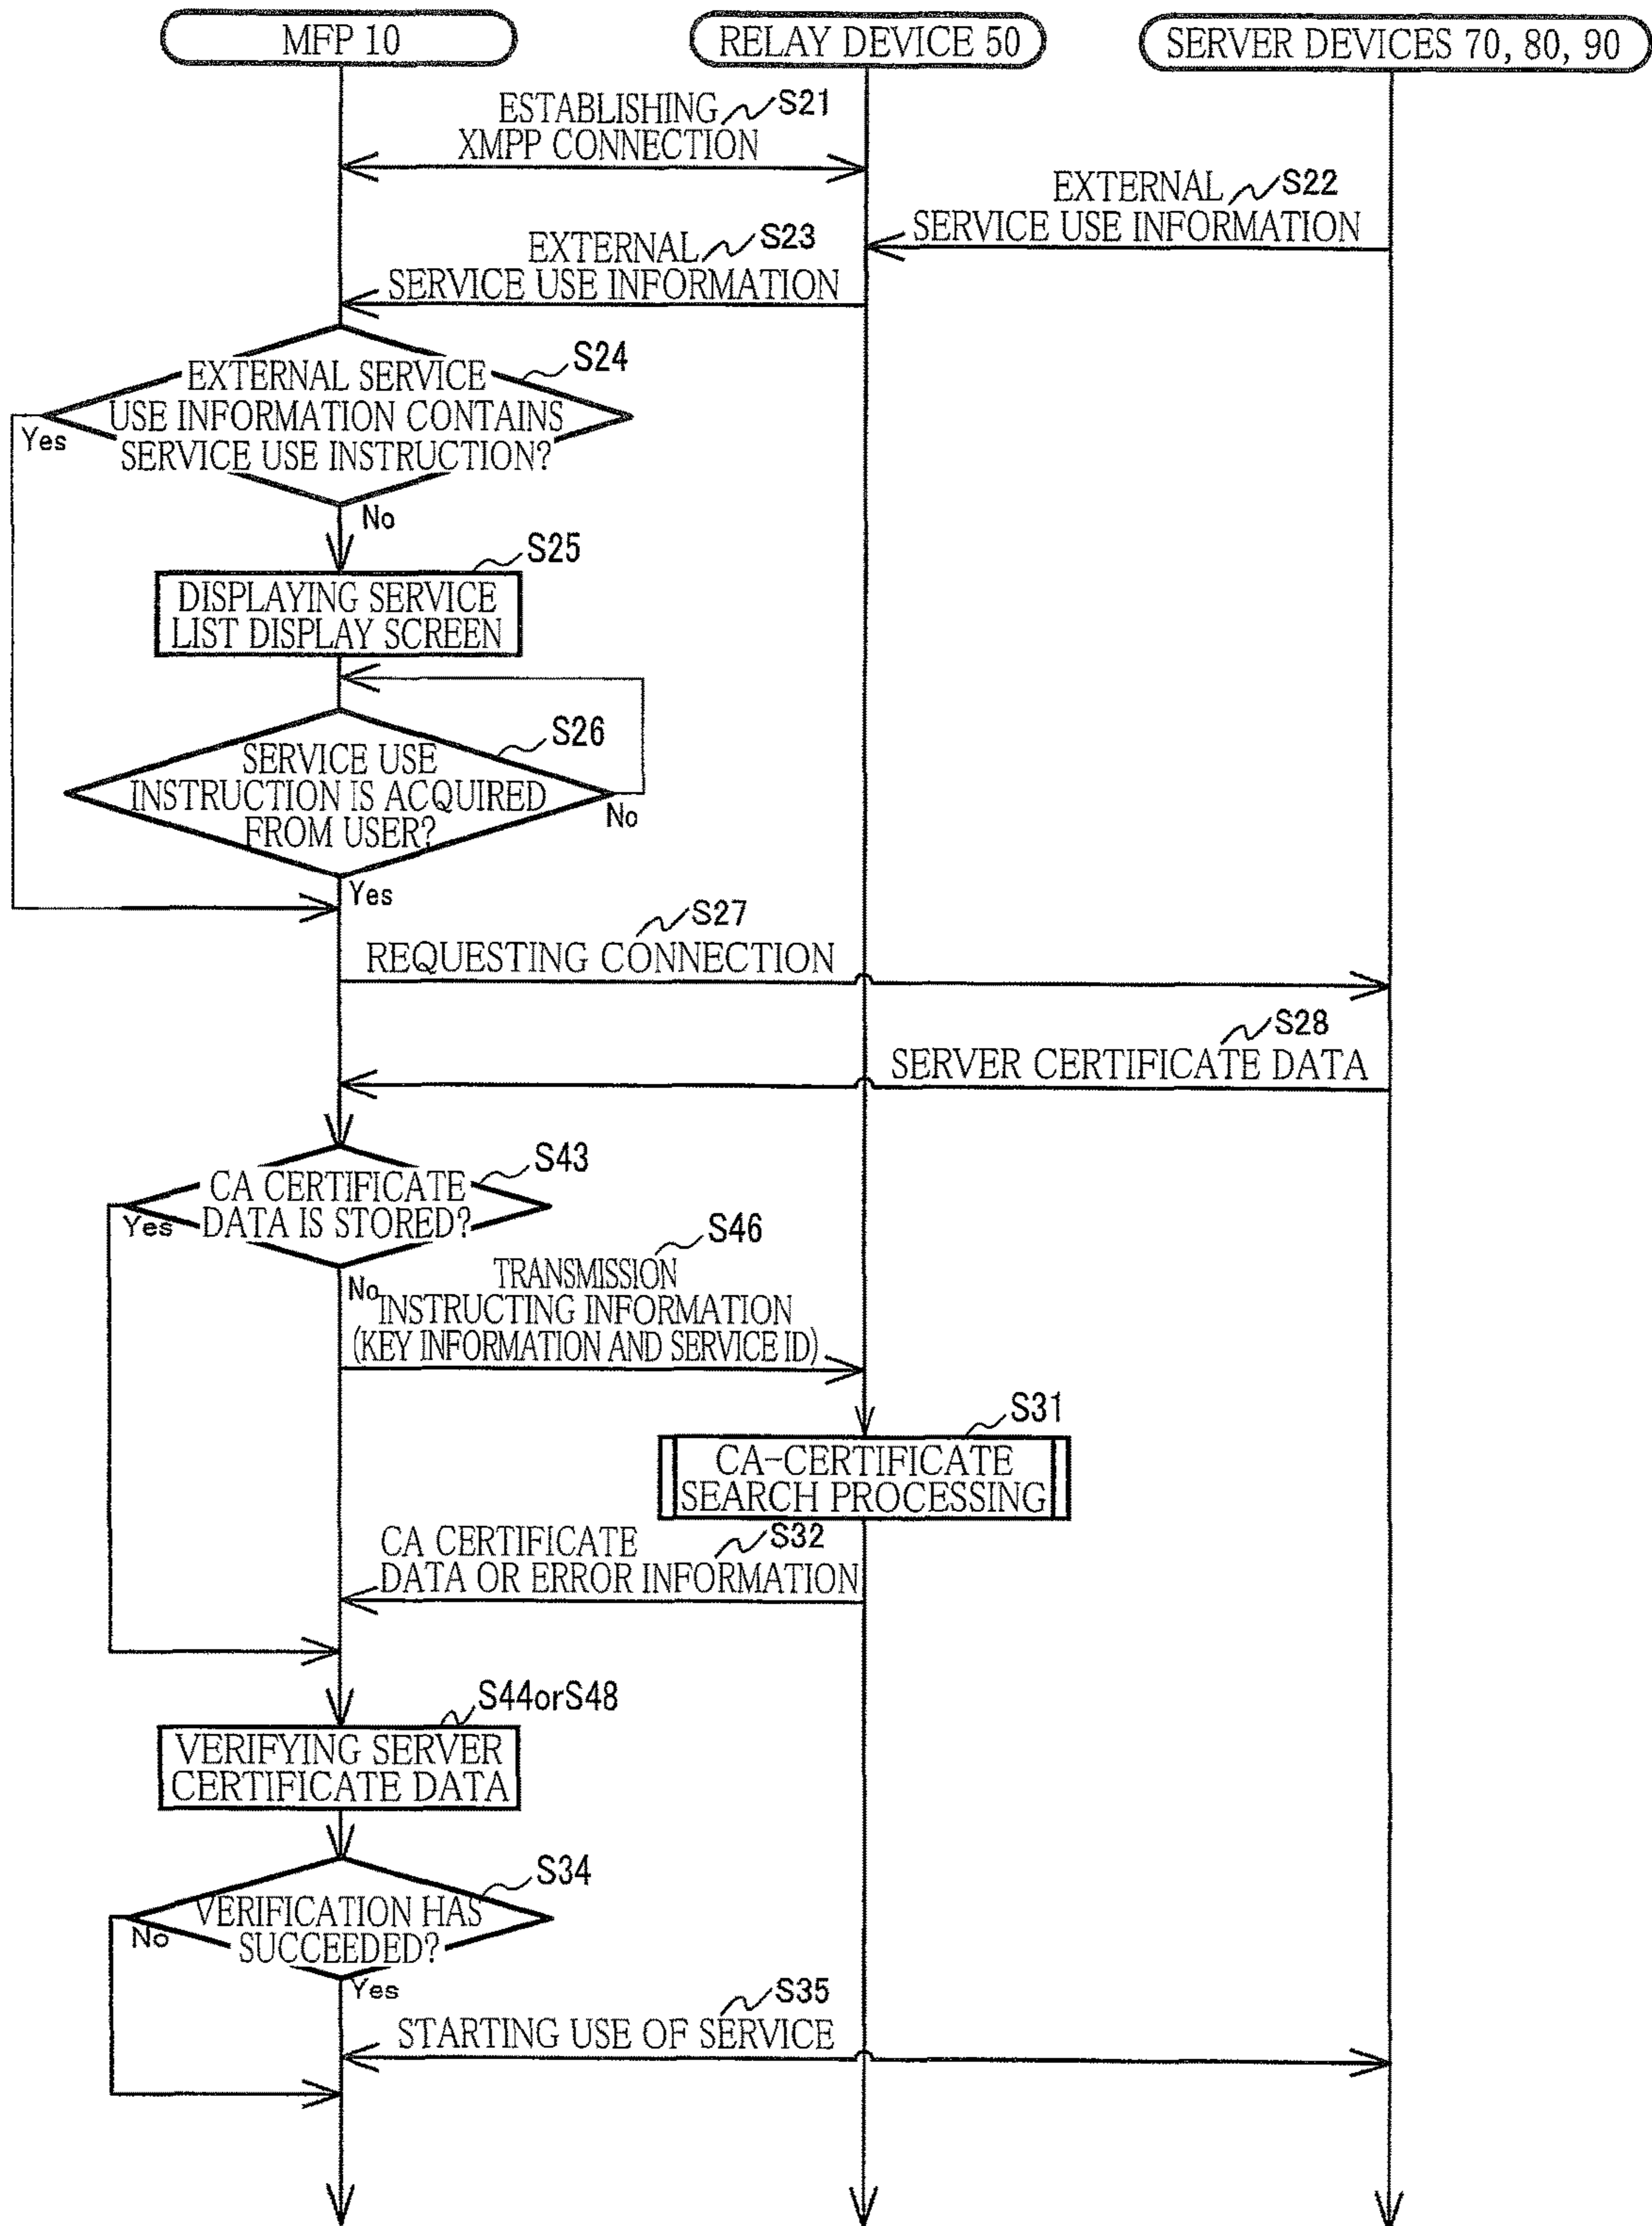 MFP 10
RELAY DEVICE 50
SERVER DEVICES 70, 80, 90
ESTABLISHING
XMPP CONNECTION
S21
EXTERNAL
SERVICE USE INFORMATION
S22
EXTERNAL
SERVICE USE INFORMATION
S23
EXTERNAL SERVICE
USE INFORMATION CONTAINS
SERVICE USE INSTRUCTION?
S24
Yes
No
S25
DISPLAYING SERVICE
LIST DISPLAY SCREEN
S26
SERVICE USE
INSTRUCTION IS ACQUIRED
FROM USER?
No
Yes
S27
REQUESTING CONNECTION
S28
SERVER CERTIFICATE DATA
S43
CA CERTIFICATE
DATA IS STORED?
Yes
No
S46
TRANSMISSION
INSTRUCTING INFORMATION
(KEY INFORMATION AND SERVICE ID)
S31
CA-CERTIFICATE
SEARCH PROCESSING
S32
CA CERTIFICATE
DATA OR ERROR INFORMATION
S44orS48
VERIFYING SERVER
CERTIFICATE DATA
S34
VERIFICATION HAS
SUCCEEDED?
No
Yes
S35
STARTING USE OF SERVICE